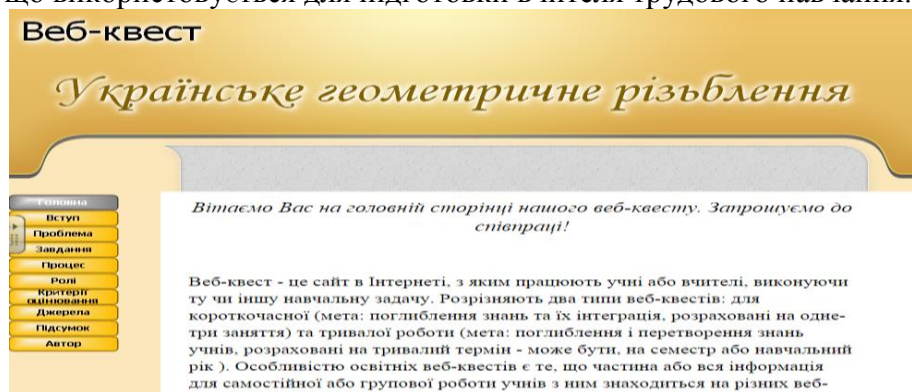 що використовується для підготовки вчителя трудового навчання.
Веб-квест
Українське геометричне різьблення
Головна
Вступ
Проблема
Завдання
Процес
Ролі
Критерії
оцінювання
Джерела
Підсумок
Автор
Вітаємо Вас на головній сторінці нашого веб-квесту. Запрошуємо до
співпраці!
Веб-квест - це сайт в Інтернеті, з яким працюють учні або вчителі, виконуючи
ту чи іншу навчальну задачу. Розрізняють два типи веб-квестів: для
короткочасної (мета: поглиблення знань та їх інтеграція, розраховані на одне-
три заняття) та тривалої роботи (мета: поглиблення і перетворення знань
учнів, розраховані на тривалий термін - може бути, на семестр або навчальний
рік ). Особливістю освітніх веб-квестів є те, що частина або вся інформація
для самостійної або групової роботи учнів з ним знаходиться на різних веб-